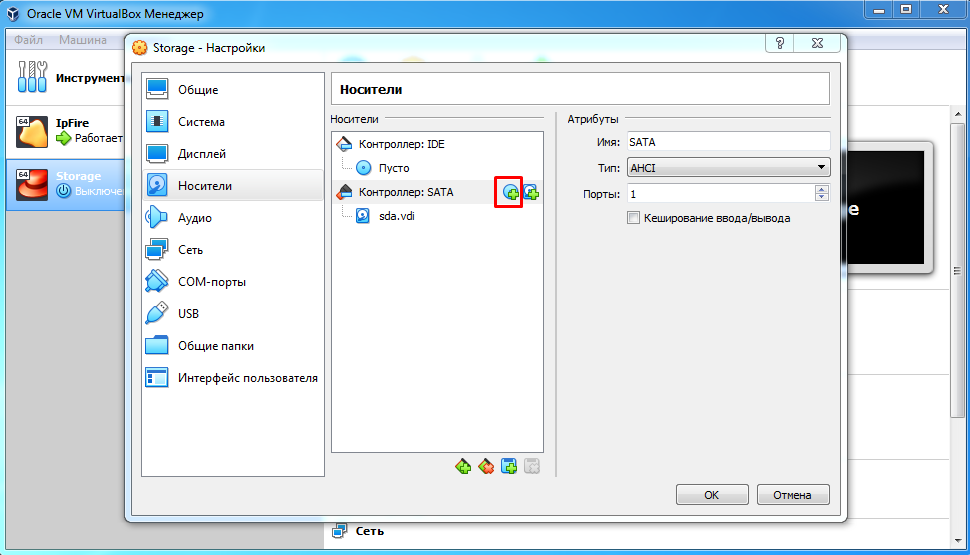 Oracle VM VirtualBox Менеджер
Файл Машина
Storage - Настройки
?
Инструмент
64
IpFire
Работает
64
Storage
Выключе
Общие
Система
Дисплей
Носители
Аудио
Сеть
COM-порты
USB
Общие папки
Интерфейс пользователя
Носители
Носители
Контроллер: IDE
Пусто
Контроллер: SATA
sda.vdi
Атрибуты
Имя: SATA
Тип: AHCI
Порты: 1
Кеширование ввода/вывода
e
OK Отмена
Сеть